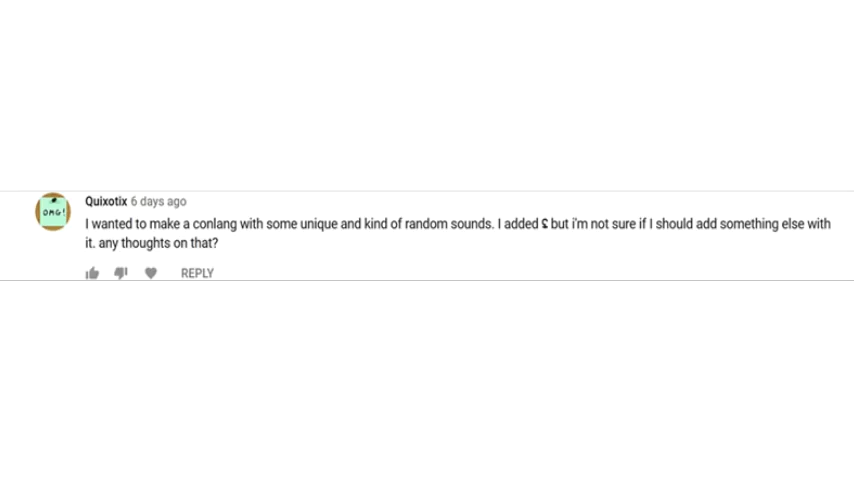 OMG!
Quixotix 6 days ago
I wanted to make a conlang with some unique and kind of random sounds. I added ʢ but i'm not sure if I should add something else with
it. any thoughts on that?
REPLY